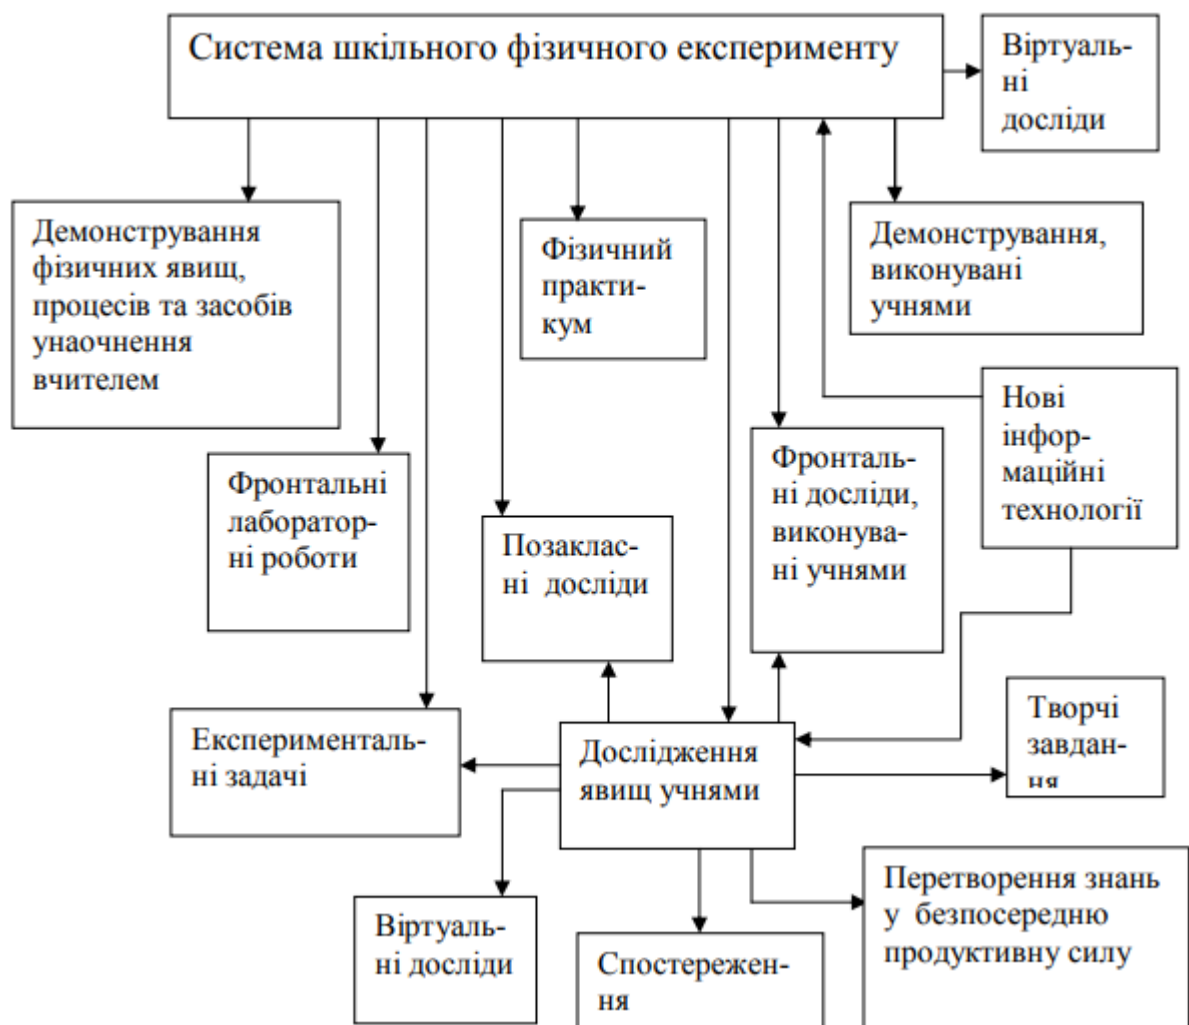 Система шкільного фізичного експерименту
Віртуаль-
ні
досліди
Демонстрування
фізичних явищ,
процесів та засобів
унаочнення
вчителем
Фізичний
практи-
кум
Демонстрування,
виконувані
учнями
Нові
інфор-
маційні
технології
Фронтальні
лаборатор-
ні роботи
Позаклас-
ні досліди
Фронталь-
ні досліди,
виконува-
ні учнями
Експерименталь-
ні задачі
Дослідження
явищ учнями
Творчі
завдан-
ня
Віртуаль-
ні досліди
Спостережен-
ня
Перетворення знань
у безпосередню
продуктивну силу